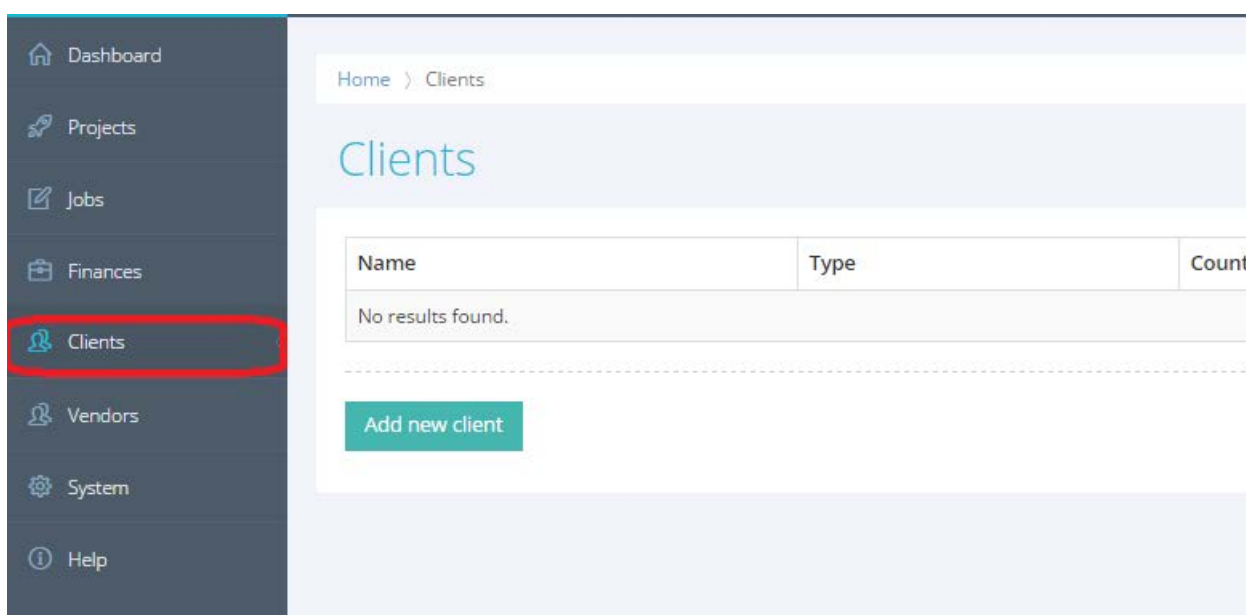 Dashboard
Projects
Jobs
Finances
Clients
Vendors
System
Help
Home 〉 Clients
Clients
Name Type Count
No results found.
Add new client